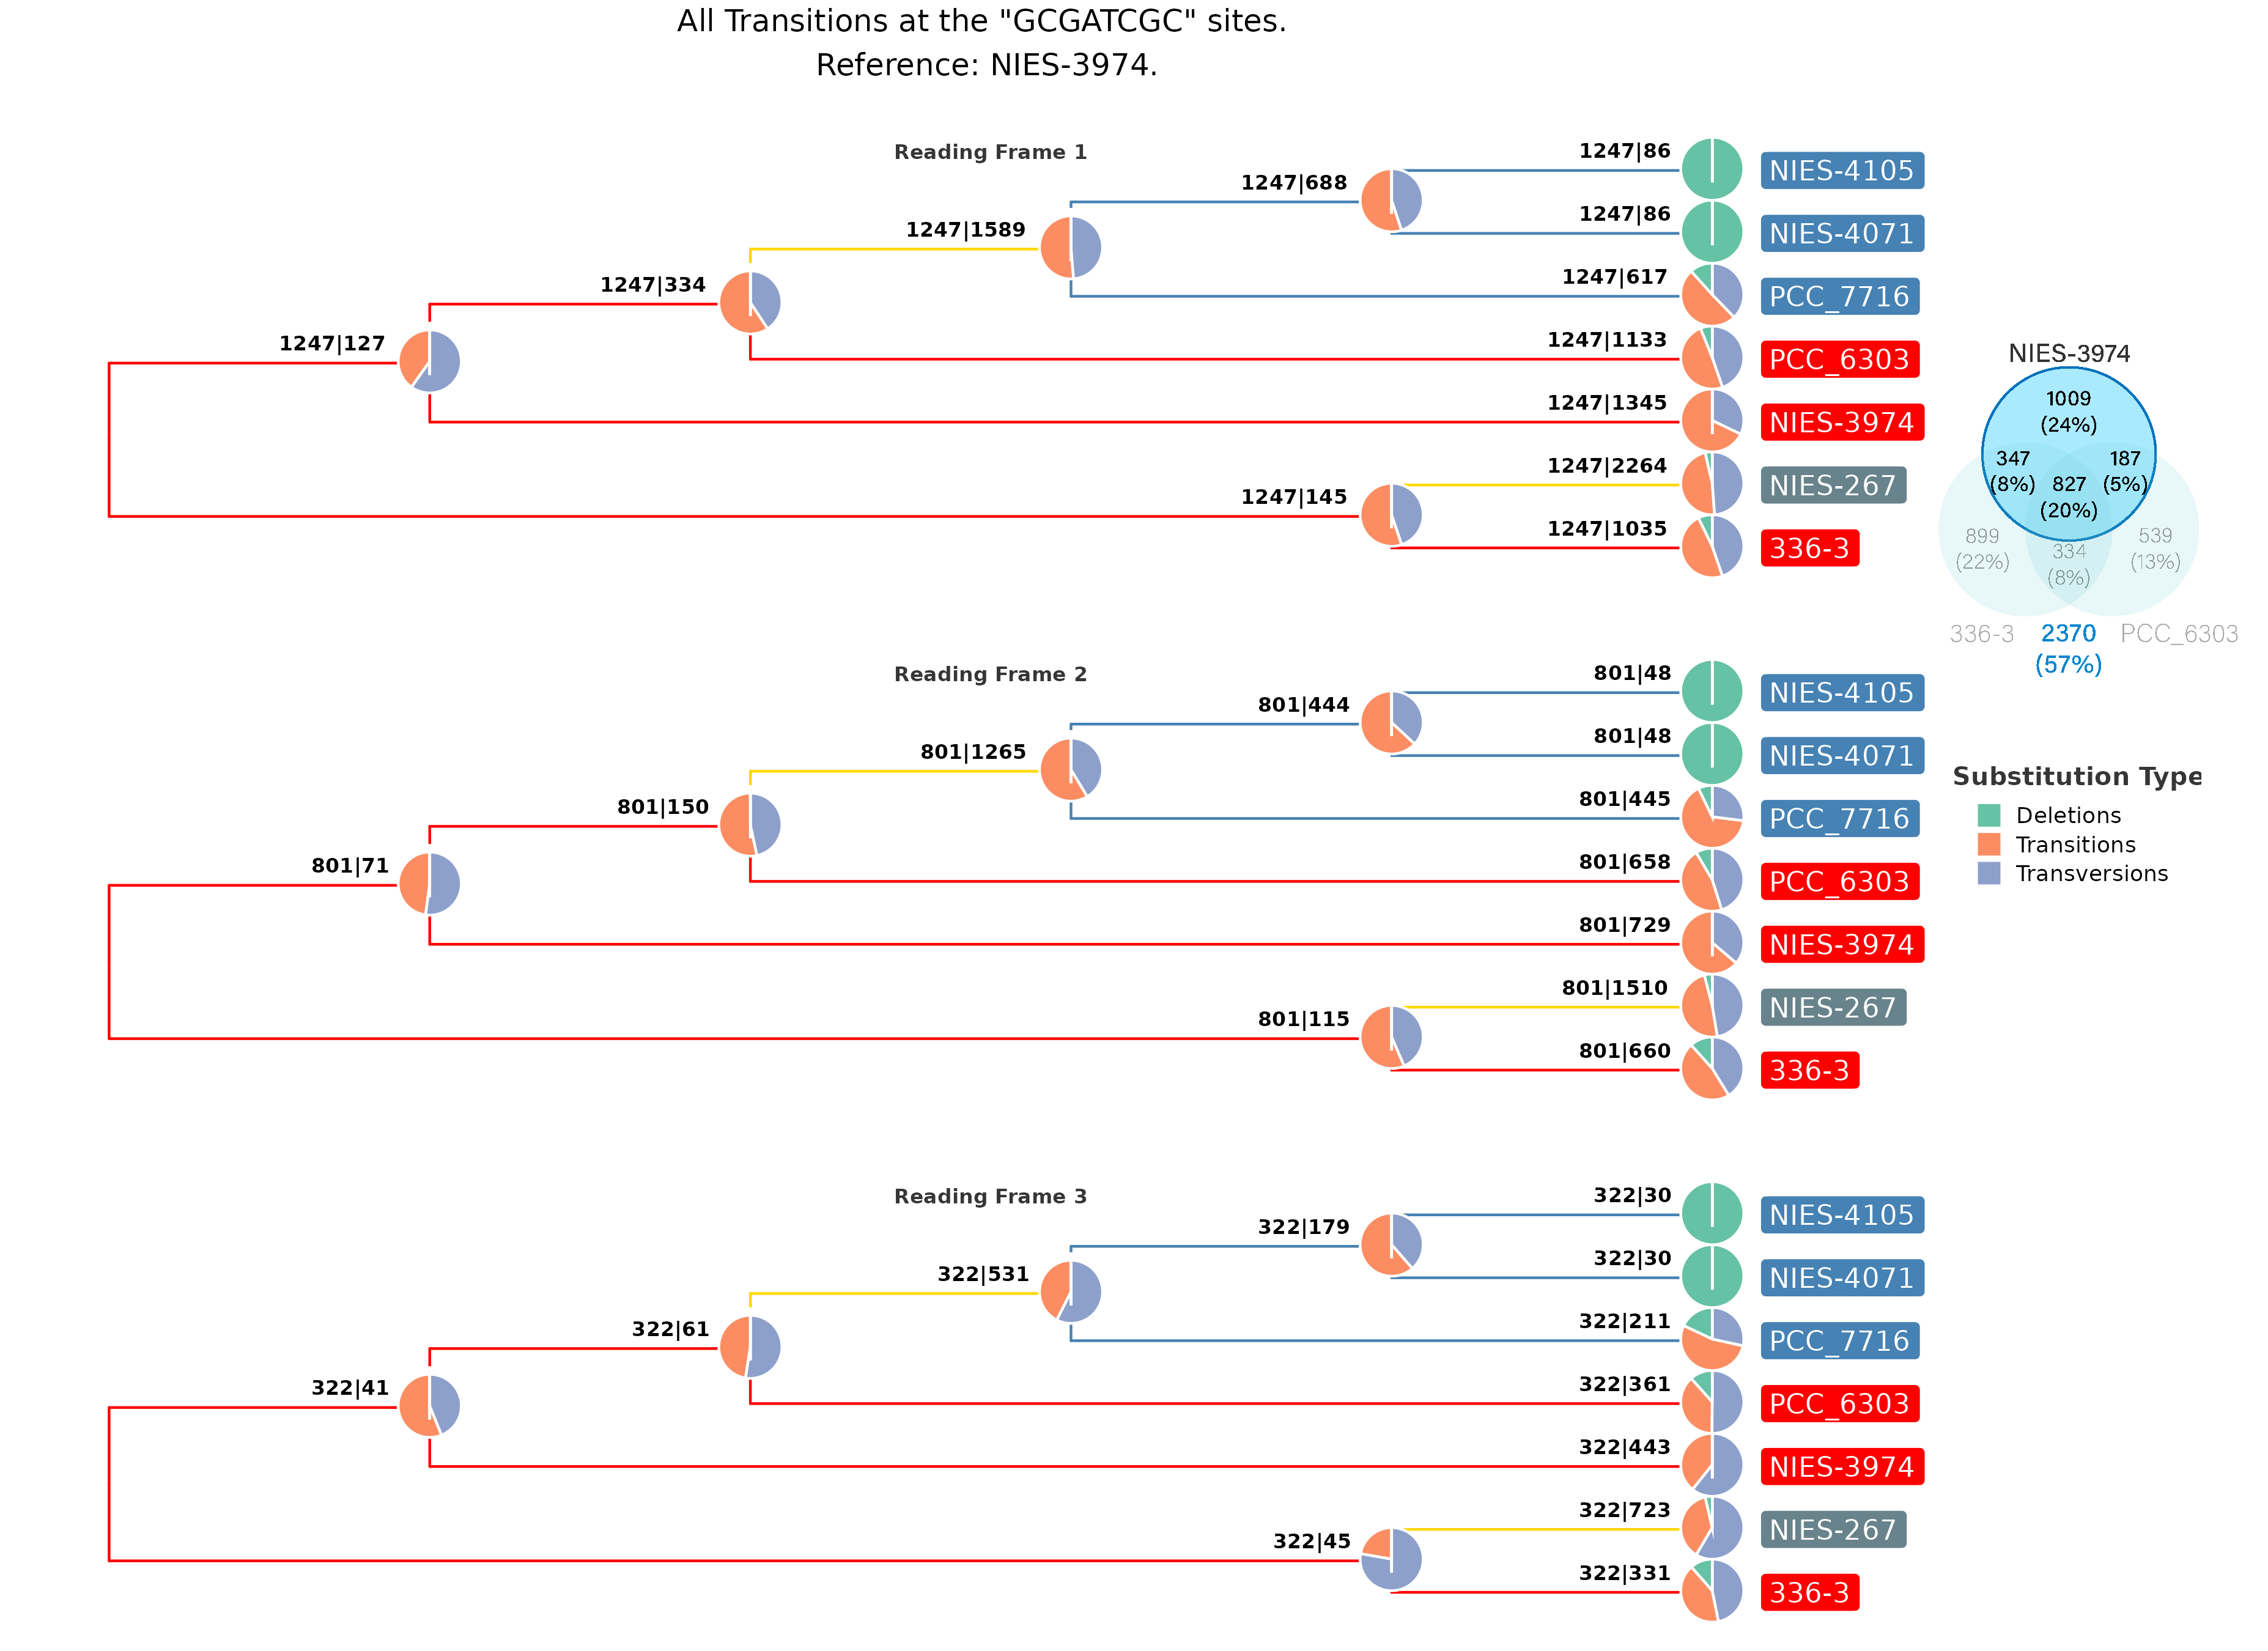 All Transitions at the "GCGATCGC" sites.
Reference: NIES-3974.
Reading Frame 1
1247|86
NIES-4105
1247|688
1247|86
NIES-4071
1247|1589
1247|617
PCC_7716
1247|334
1247|1133
PCC_6303
1247|127
1247|1345
NIES-3974
1247|2264
NIES-267
1247|145
1247|1035
336-3
NIES-3974
1009
(24%)
347
(8%)
827
(20%)
187
(5%)
899
(22%)
334
(8%)
539
(13%)
336-3
2370
(57%)
PCC_6303
Reading Frame 2
801|48
NIES-4105
801|444
801|48
NIES-4071
801|1265
801|445
PCC_7716
801|150
801|658
PCC_6303
801|71
801|729
NIES-3974
801|1510
NIES-267
801|115
801|660
336-3
Substitution Type
Deletions
Transitions
Transversions
Reading Frame 3
322|30
NIES-4105
322|179
322|30
NIES-4071
322|531
322|211
PCC_7716
322|61
322|361
PCC_6303
322|41
322|443
NIES-3974
322|723
NIES-267
322|45
322|331
336-3